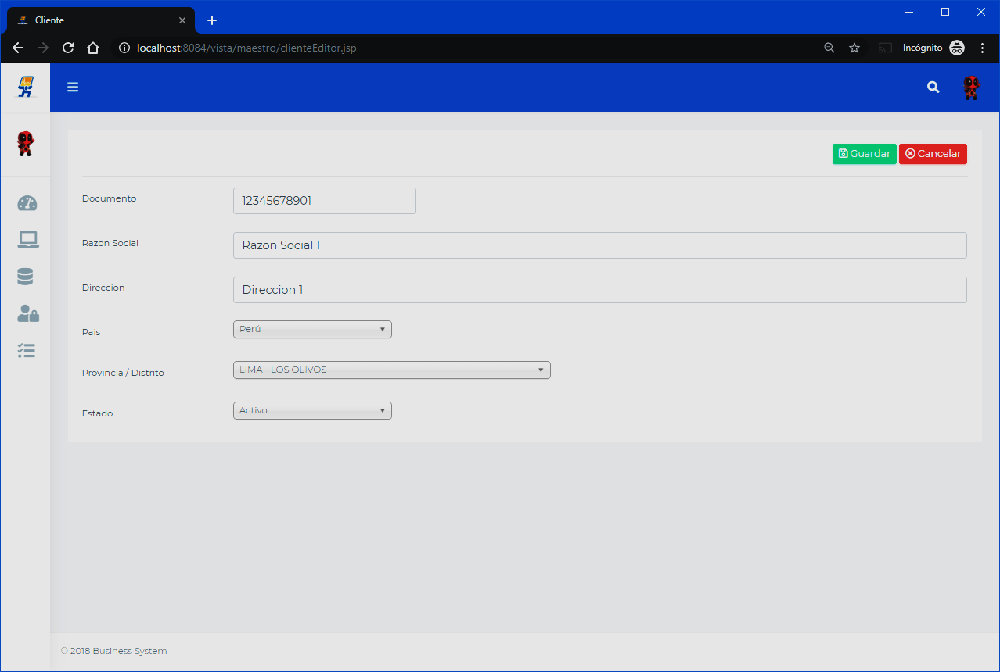 Cliente
localhost:8084/vista/maestro/clienteEditor.jsp
Incógnito
Guardar Cancelar
Documento 12345678901
Razon Social Razon Social 1
Direccion Direccion 1
Pais Perú
Provincia / Distrito LIMA - LOS OLIVOS
Estado Activo
© 2018 Business System